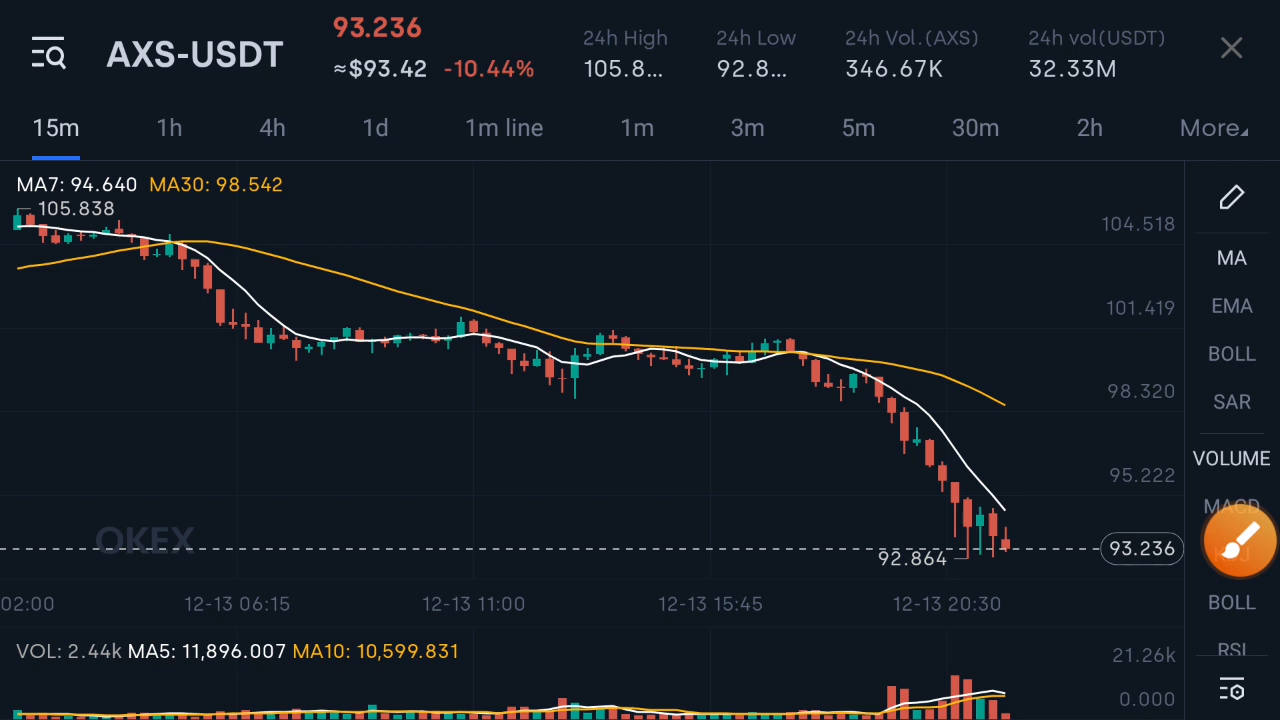 AXS-USDT
93.236
≈$93.42 -10.44%
24h High
105.8...
24h Low
92.8...
24h Vol.(AXS)
346.67K
24h vol(USDT)
32.33M
15m 1h 4h 1d 1m line 1m 3m 5m 30m 2h More
MA7: 94.640 MA30: 98.542
105.838
104.518
101.419
98.320
95.222
93.236
92.864
OKEX
02:00 12-13 06:15 12-13 11:00 12-13 15:45 12-13 20:30
VOL: 2.44k MA5: 11,896.007 MA10: 10,599.831
21.26k
0.000
MA
EMA
BOLL
SAR
VOLUME
MACD
BOLL
RSI